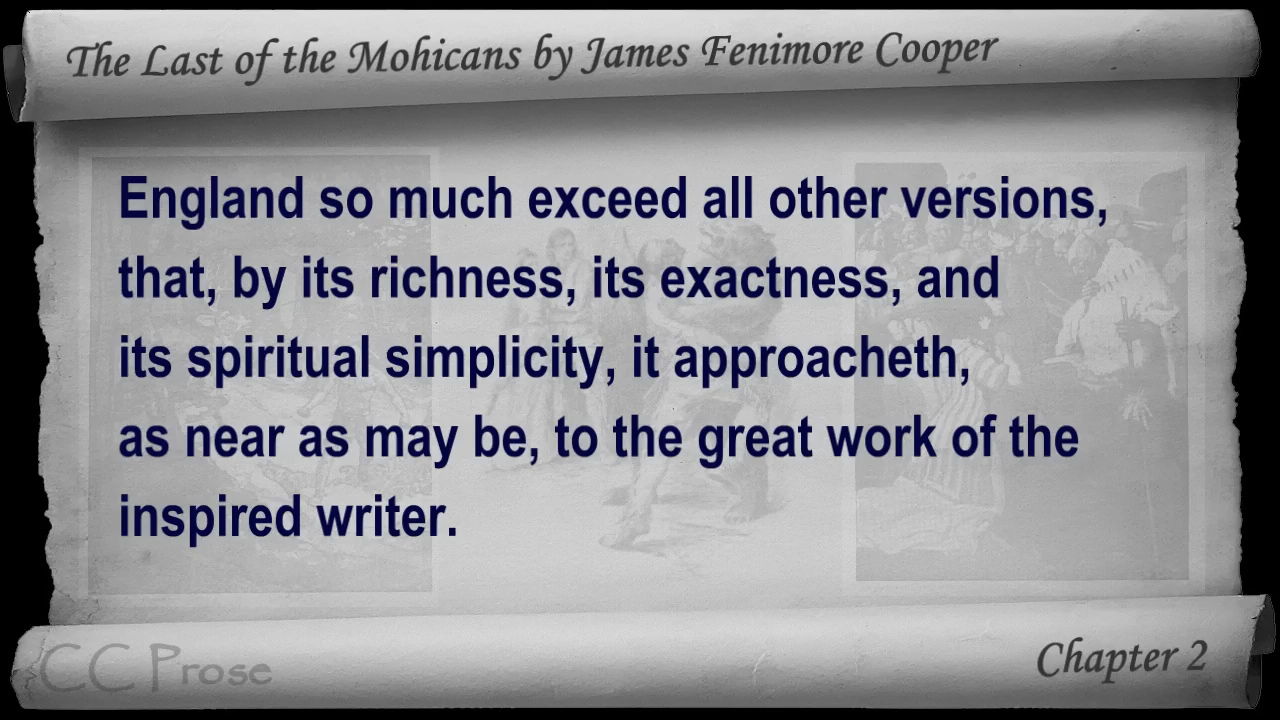 The Last of the Mohicans by James Fenimore Cooper
England so much exceed all other versions,
that, by its richness, its exactness, and
its spiritual simplicity, it approacheth,
as near as may be, to the great work of the
inspired writer.
CC Prose
Chapter 2